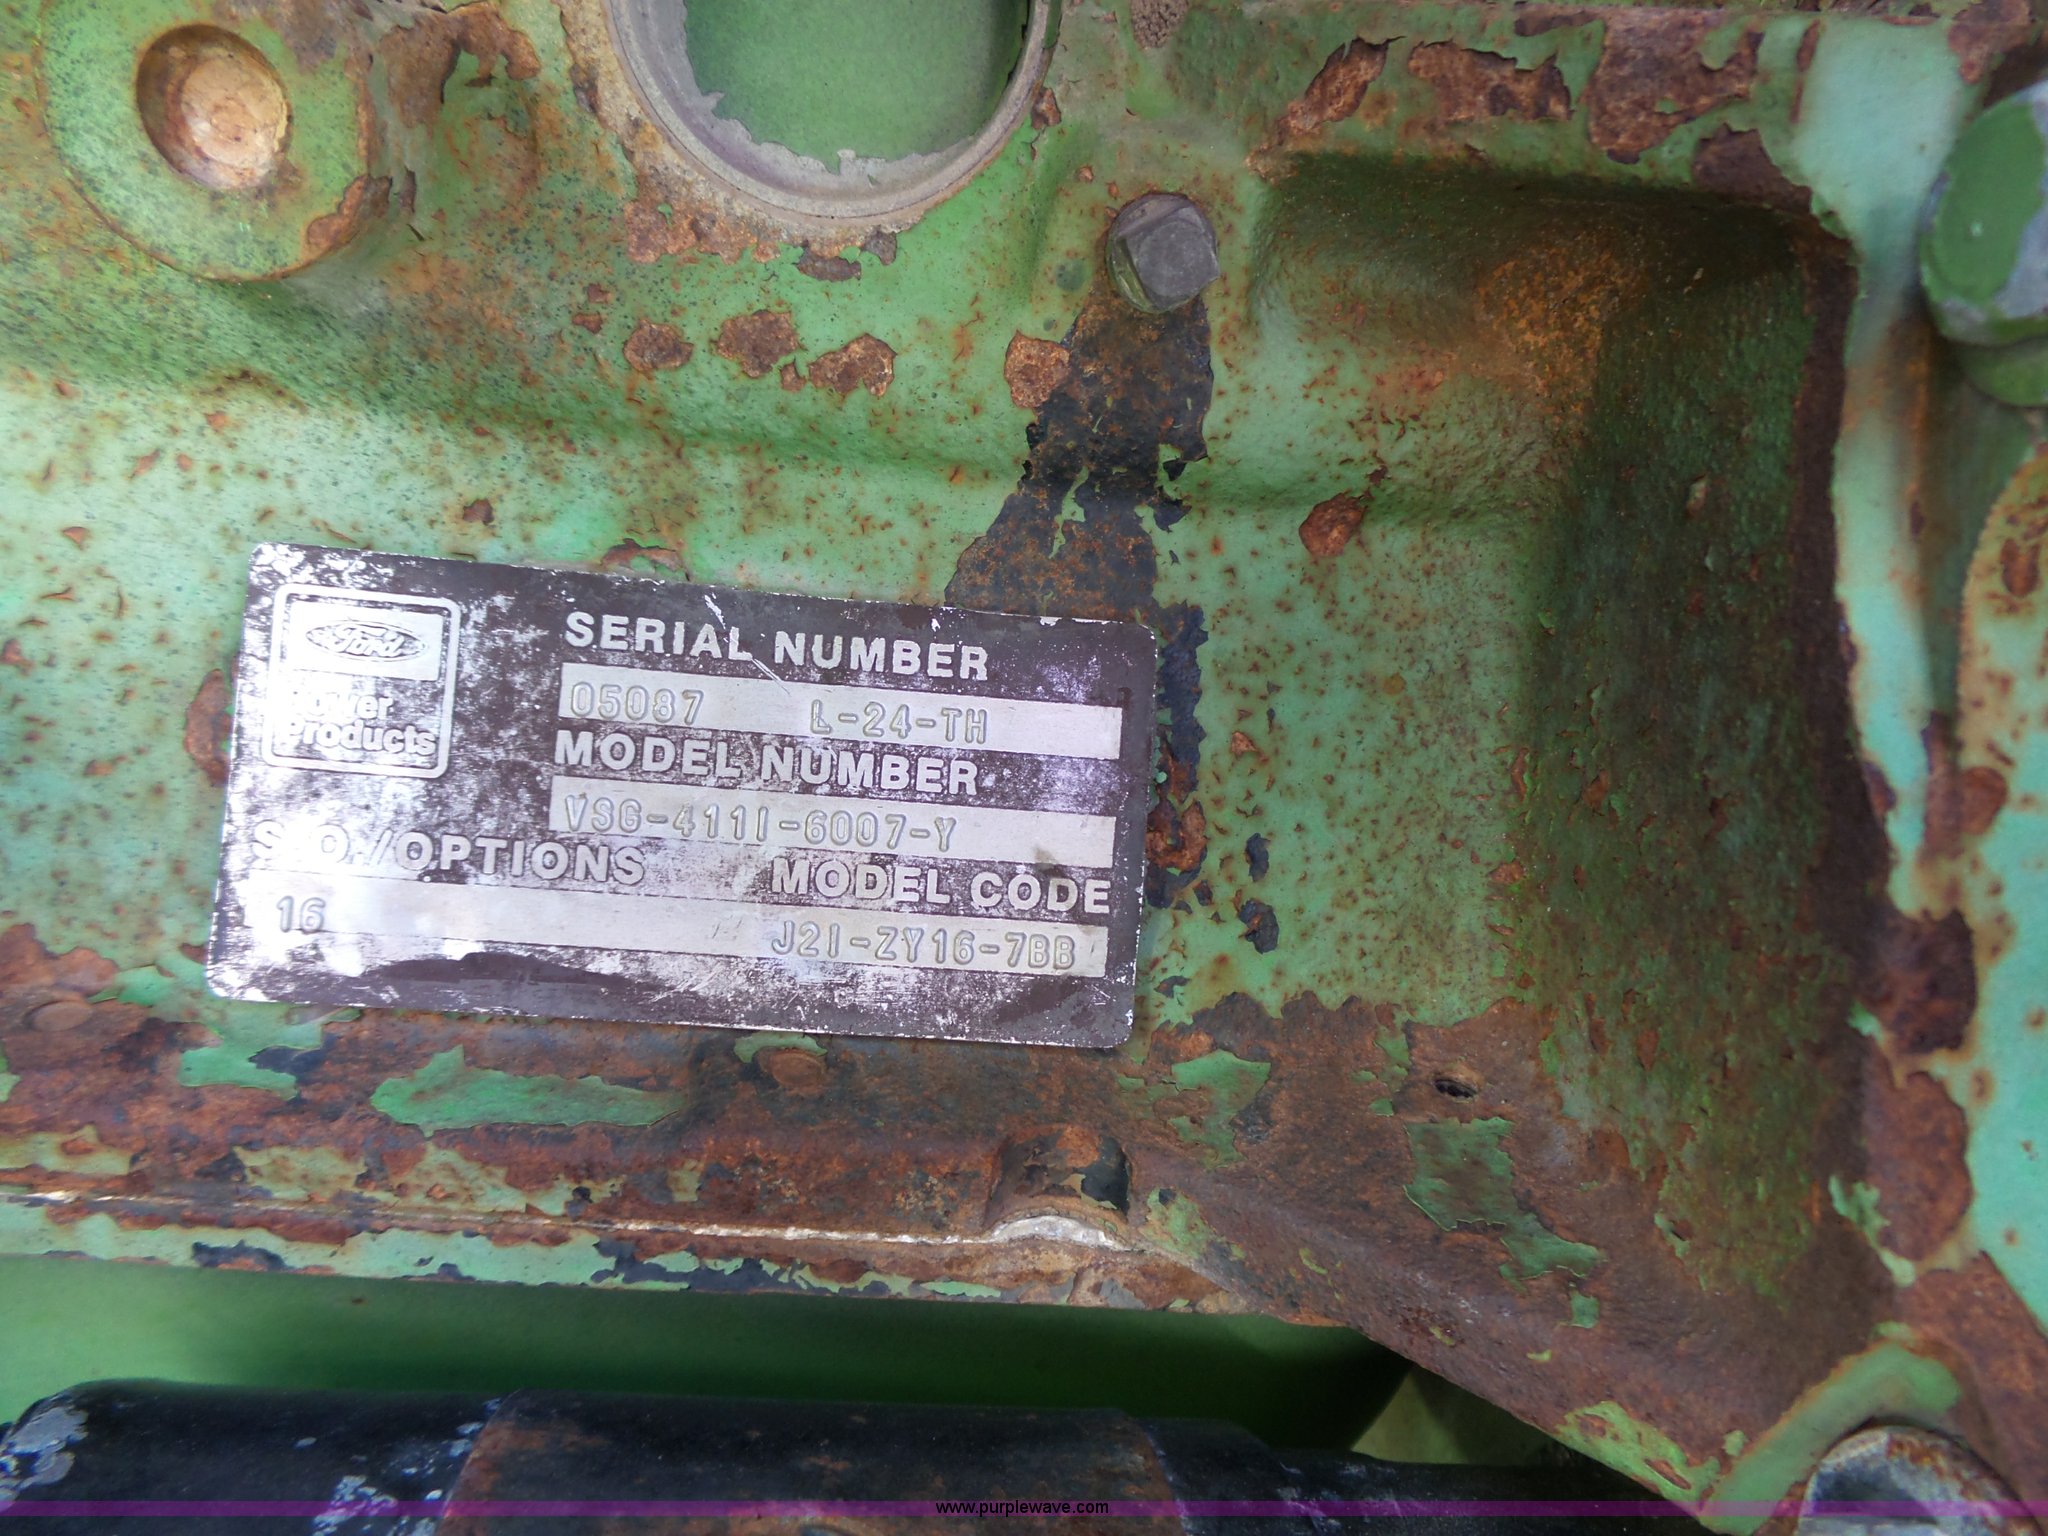 Ford
Power
Products
SERIAL NUMBER
05087 L-24-TH
MODEL NUMBER
VSG-411I-6007-Y
S.O./OPTIONS MODEL CODE
16 J2I-ZY16-7BB
www.purplewave.com